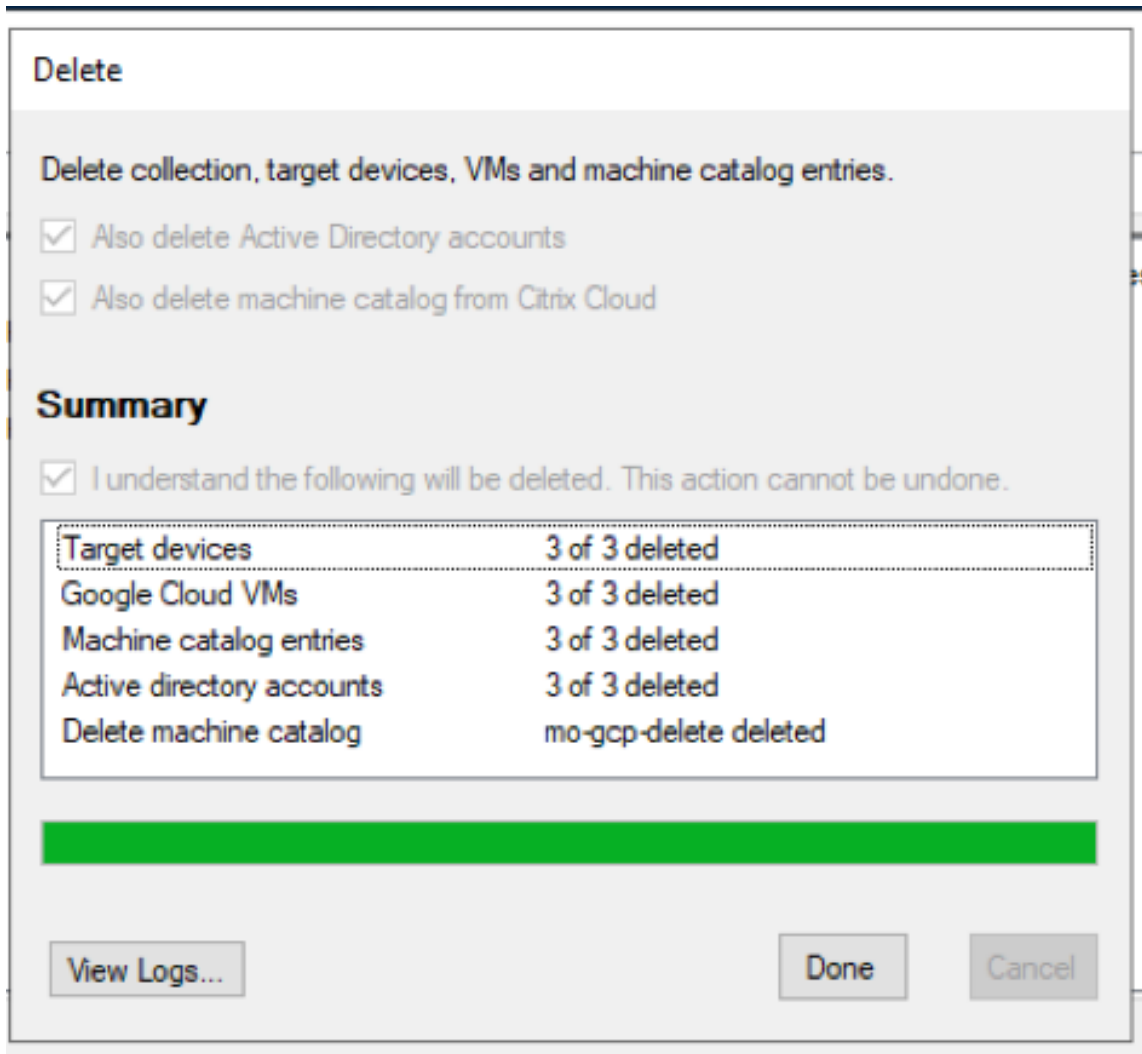 Delete
Delete collection, target devices, VMs and machine catalog entries.
Also delete Active Directory accounts
Also delete machine catalog from Citrix Cloud
Summary
I understand the following will be deleted. This action cannot be undone.
Target devices 3 of 3 deleted
Google Cloud VMs 3 of 3 deleted
Machine catalog entries 3 of 3 deleted
Active directory accounts 3 of 3 deleted
Delete machine catalog mo-gcp-delete deleted
View Logs... Done Cancel